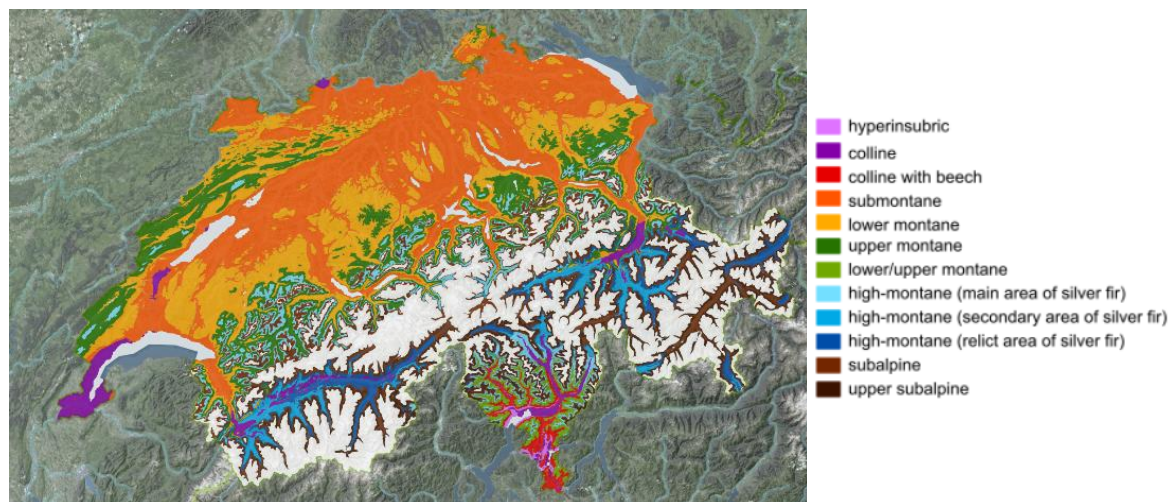 hyperinsubric
colline
colline with beech
submontane
lower montane
upper montane
lower/upper montane
high-montane (main area of silver fir)
high-montane (secondary area of silver fir)
high-montane (relict area of silver fir)
subalpine
upper subalpine